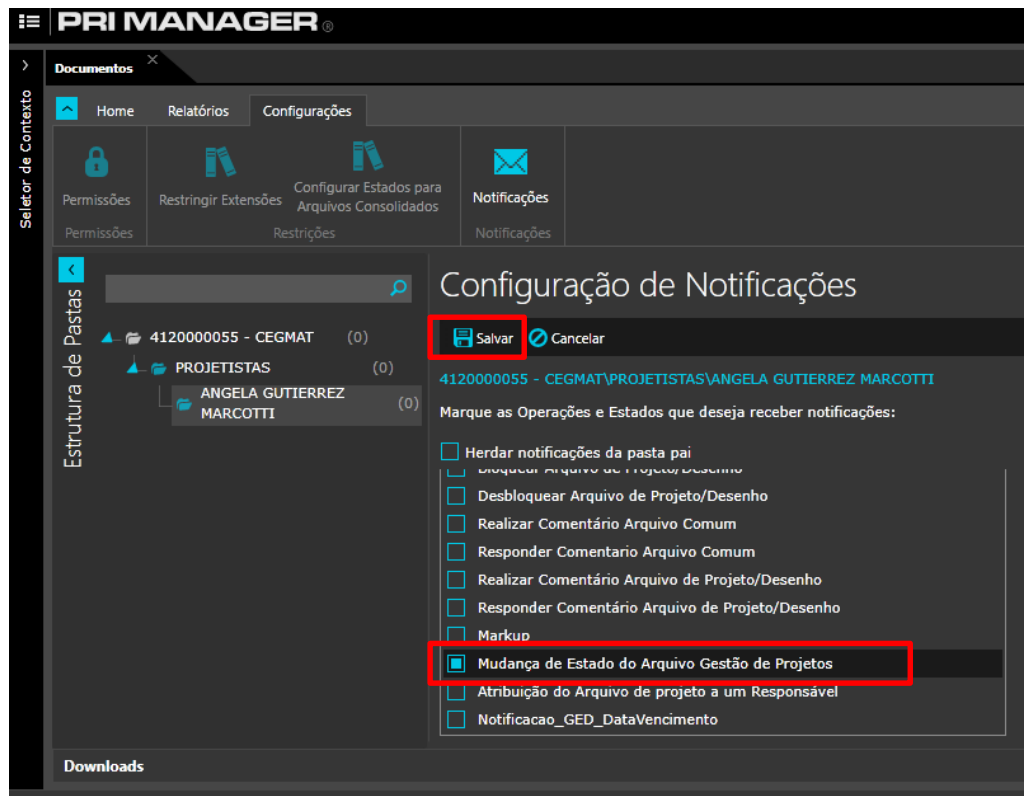 PRI MANAGER ®
Seletor de Contexto
Documentos
Home Relatórios Configurações
Permissões
Restringir Extensões
Configurar Estados para
Arquivos Consolidados
Notificações
Permissões Restrições Notificações
Estrutura de Pastas
4120000055 - CEGMAT (0)
PROJETISTAS (0)
ANGELA GUTIERREZ
MARCOTTI (0)
Configuração de Notificações
Salvar Cancelar
4120000055 - CEGMAT\PROJETISTAS\ANGELA GUTIERREZ MARCOTTI
Marque as Operações e Estados que deseja receber notificações:
Herdar notificações da pasta pai
Bloquear Arquivo de Projeto/Desenho
Desbloquear Arquivo de Projeto/Desenho
Realizar Comentário Arquivo Comum
Responder Comentario Arquivo Comum
Realizar Comentário Arquivo de Projeto/Desenho
Responder Comentário Arquivo de Projeto/Desenho
Markup
Mudança de Estado do Arquivo Gestão de Projetos
Atribuição do Arquivo de projeto a um Responsável
Notificacao_GED_DataVencimento
Downloads